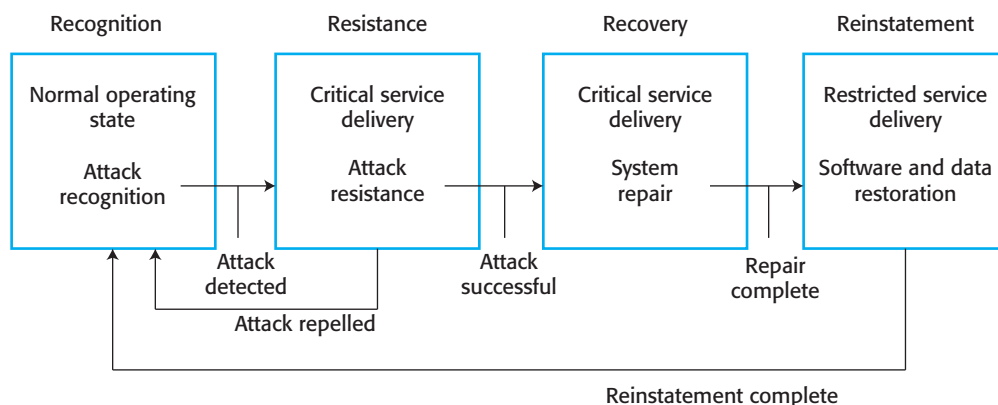 Recognition
Resistance
Recovery
Reinstatement
Normal operating
state
Attack
recognition
Critical service
delivery
Attack
resistance
Critical service
delivery
System
repair
Restricted service
delivery
Software and data
restoration
Attack
detected
Attack
successful
Repair
complete
Attack repelled
Reinstatement complete